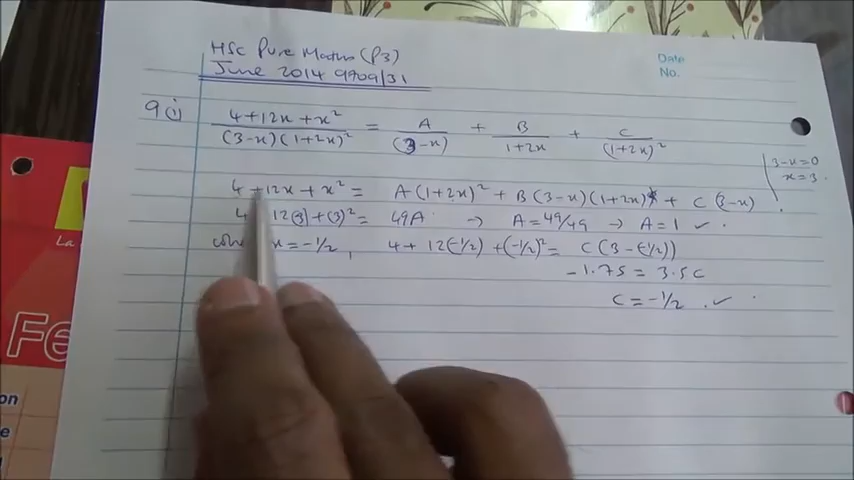 HSC Pure Maths (P3)
June 2014 9709/31
Date
No.
9(i) (4+12x+x²)/((3-x)(1+2x)²) = A/(3-x) + B/(1+2x) + C/(1+2x)²
3-x=0
x=3.
4+12x+x² = A(1+2x)² + B(3-x)(1+2x) + C(3-x)
4 12(3)+(3)² = 49A → A=49/49 → A=1 ✓.
x=-1/2, 4+12(-1/2)+(-1/2)² = C(3-(-1/2))
-1.75 = 3.5C
C=-1/2. ✓
La
Fre
on